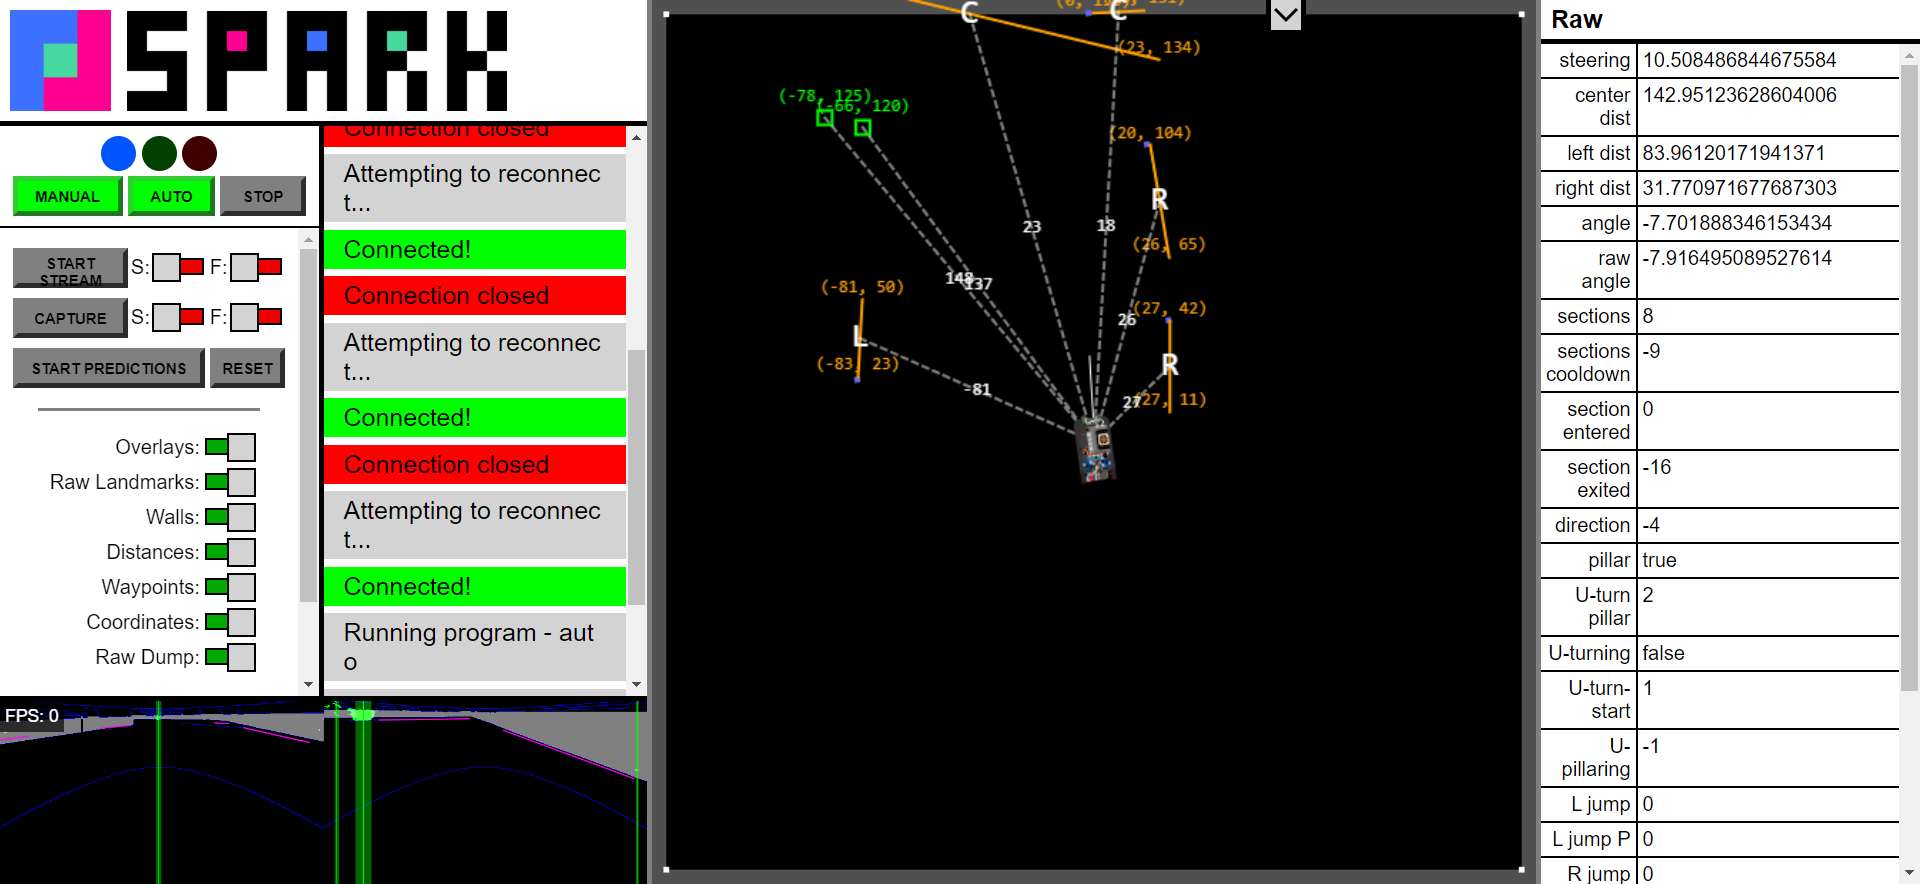 SPARK
MANUAL
AUTO
STOP
START
STREAM
S:
F:
CAPTURE
S:
F:
START PREDICTIONS
RESET
Overlays:
Raw Landmarks:
Walls:
Distances:
Waypoints:
Coordinates:
Raw Dump:
Connection closed
Attempting to reconnec
t...
Connected!
Connection closed
Attempting to reconnec
t...
Connected!
Connection closed
Attempting to reconnec
t...
Connected!
Running program - aut
o
FPS: 0
C
C
(23, 134)
(-78, 125)
(-66, 120)
(20, 104)
R
(26, 65)
23
18
148
137
(-81, 50)
L
(-83, 23)
-81
(27, 42)
26
R
27
(27, 11)
Raw
steering 10.508486844675584
center 142.95123628604006
dist
left dist 83.96120171941371
right dist 31.770971677687303
angle -7.701888346153434
raw -7.916495089527614
angle
sections 8
sections -9
cooldown
section 0
entered
section -16
exited
direction -4
pillar true
U-turn 2
pillar
U-turning false
U-turn- 1
start
U- -1
pillaring
L jump 0
L jump P 0
R jump 0